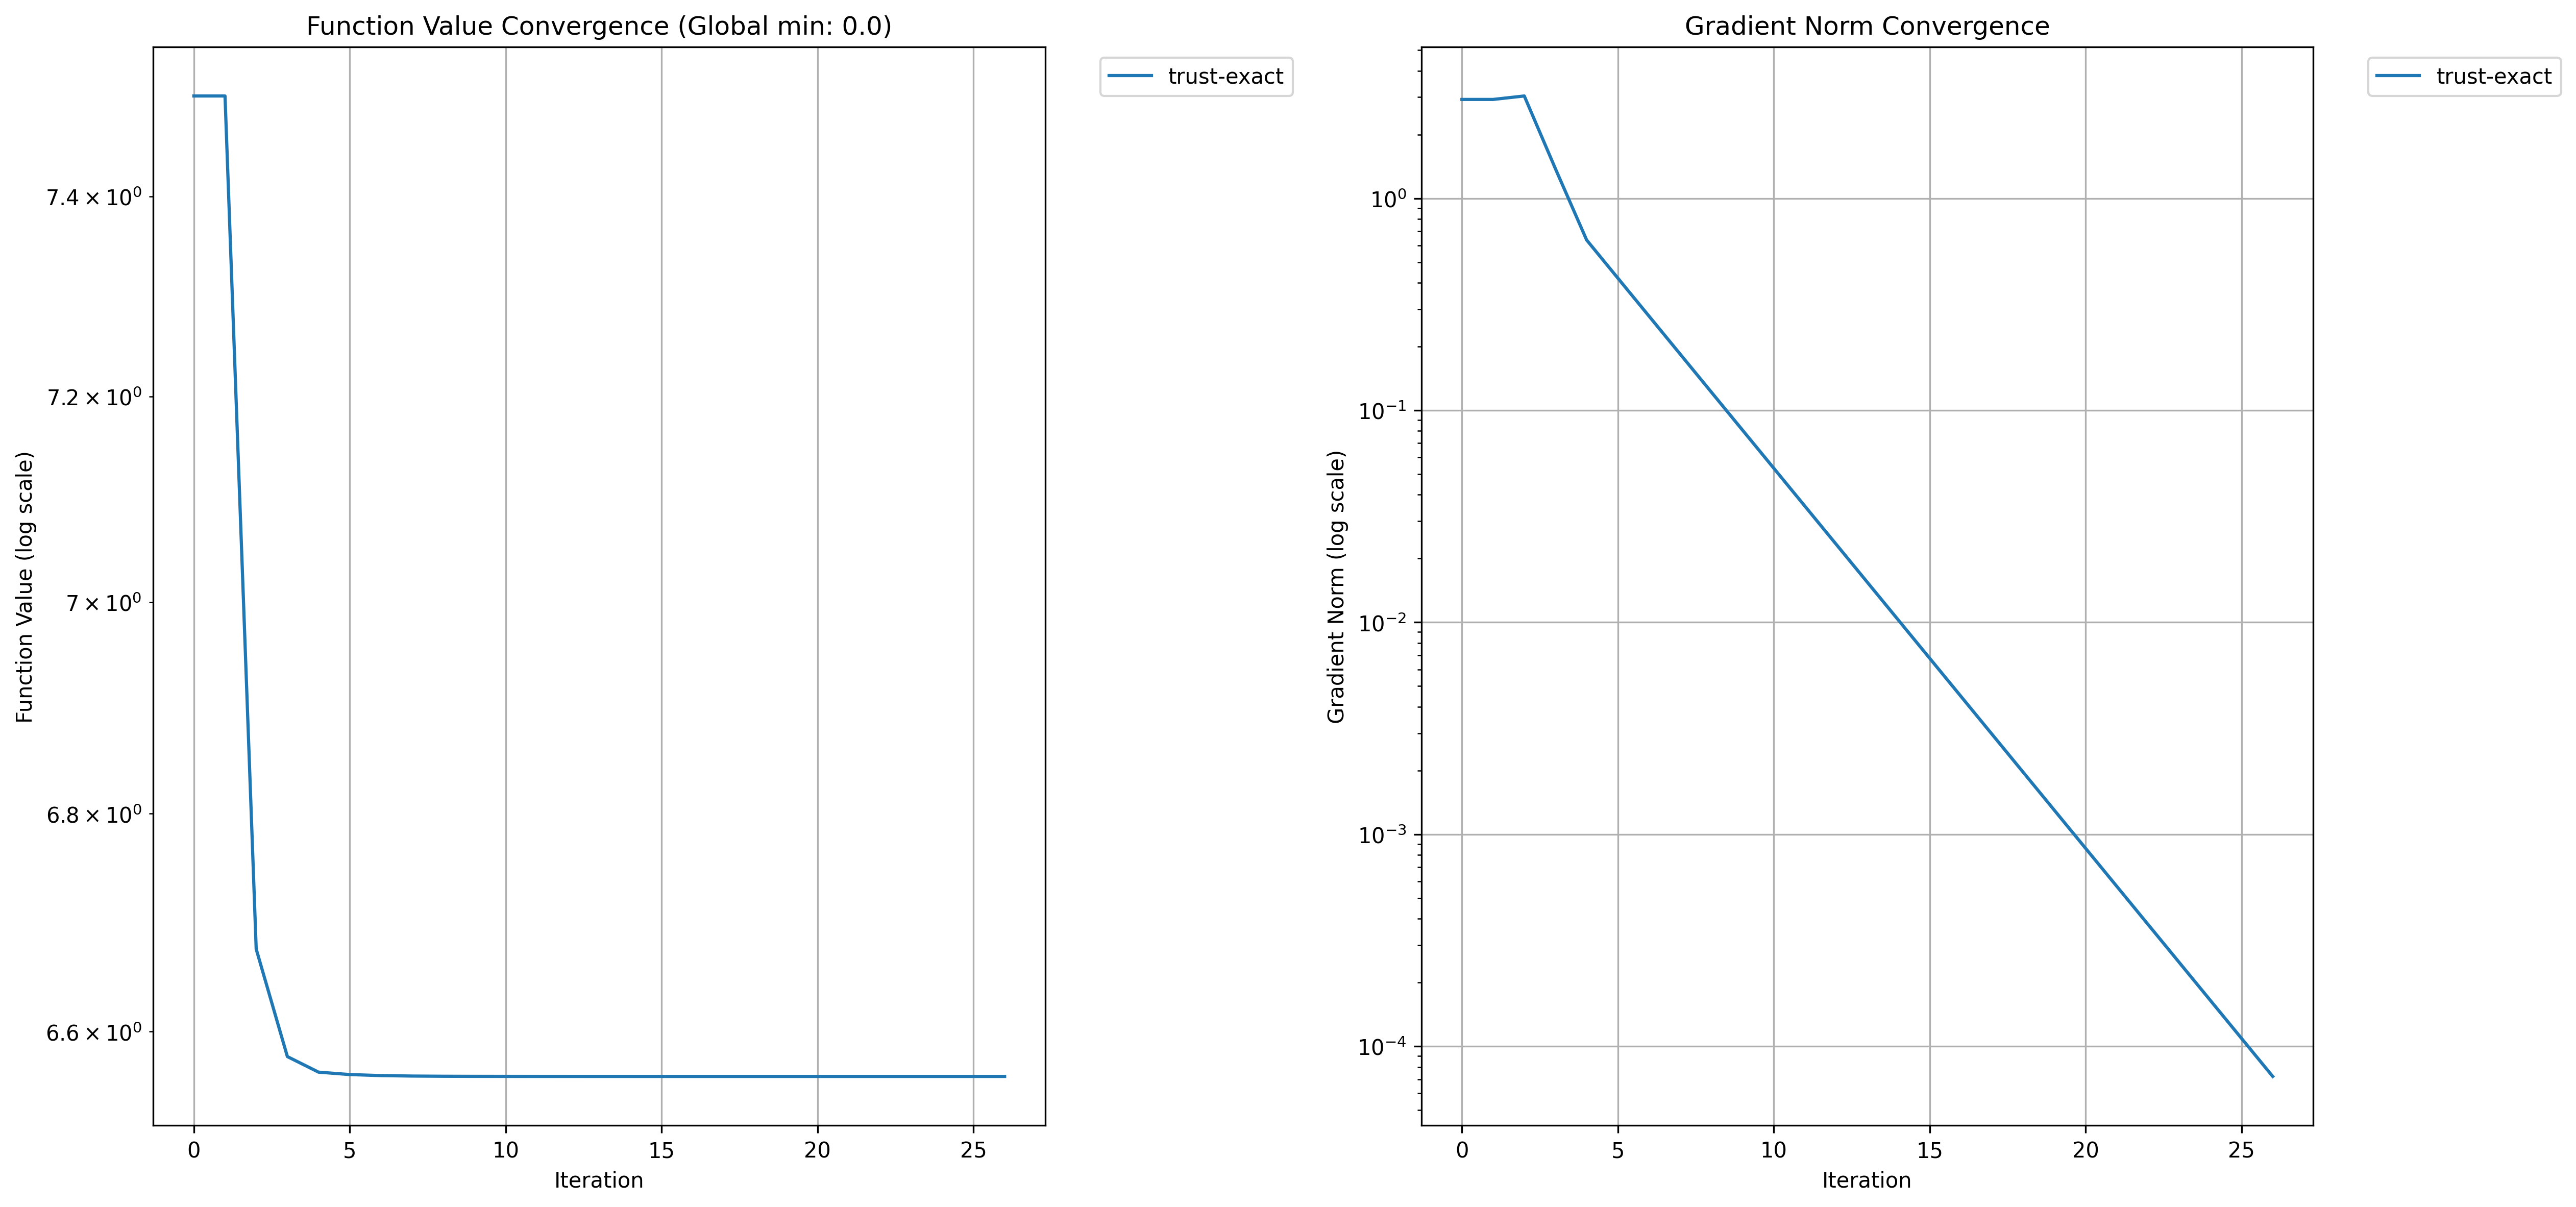 Function Value Convergence (Global min: 0.0)
trust-exact
Function Value (log scale)
7.4 × 10⁰
7.2 × 10⁰
7 × 10⁰
6.8 × 10⁰
6.6 × 10⁰
0 5 10 15 20 25
Iteration
Gradient Norm Convergence
trust-exact
Gradient Norm (log scale)
10⁰
10⁻¹
10⁻²
10⁻³
10⁻⁴
0 5 10 15 20 25
Iteration